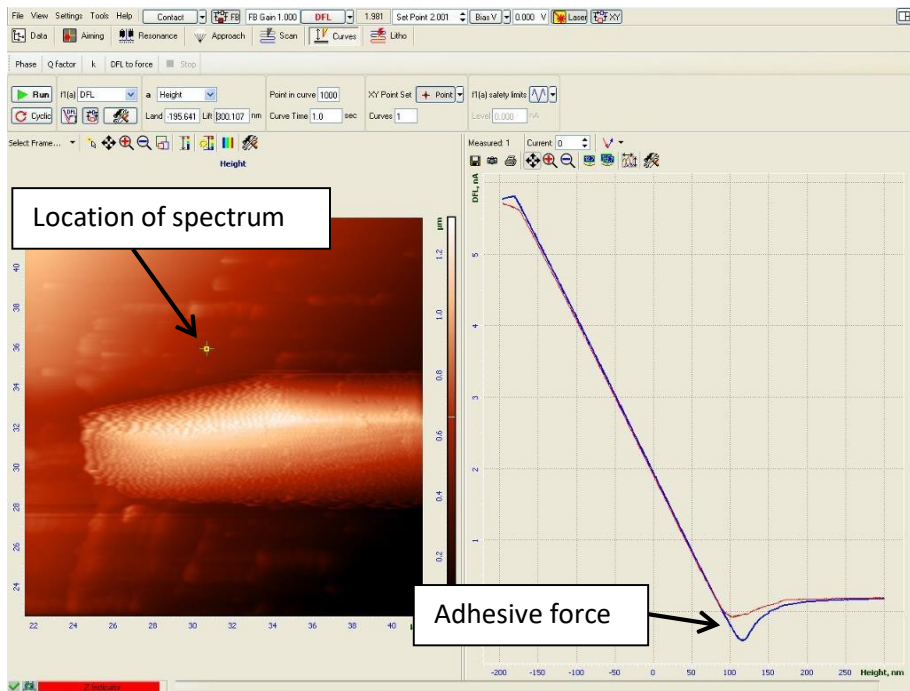 File View Settings Tools Help Contact FB FB Gain 1.000 DFL 1.981 Set Point 2.001 Bias V 0.000 V Laser XY
Data Aiming Resonance Approach Scan Curves Litho
Phase Q factor k DFL to force Stop
Run f1(a) DFL a Height Point in curve 1000 XY Point Set Point f1(a) safety limits
Cyclic Land -195.641 Lift 300.107 nm Curve Time 1.0 sec Curves 1 Level 0.000 nA
Select Frame... Measured: 1 Current: 0
Height
Location of spectrum
µm
1.2
1.0
0.8
0.6
0.4
0.2
40
38
36
34
32
30
28
26
24
22 24 26 28 30 32 34 36 38 40
DFL, nA
5
4
3
2
1
Adhesive force
-200 -150 -100 -50 0 50 100 150 200 250 Height, nm
Z Indicator